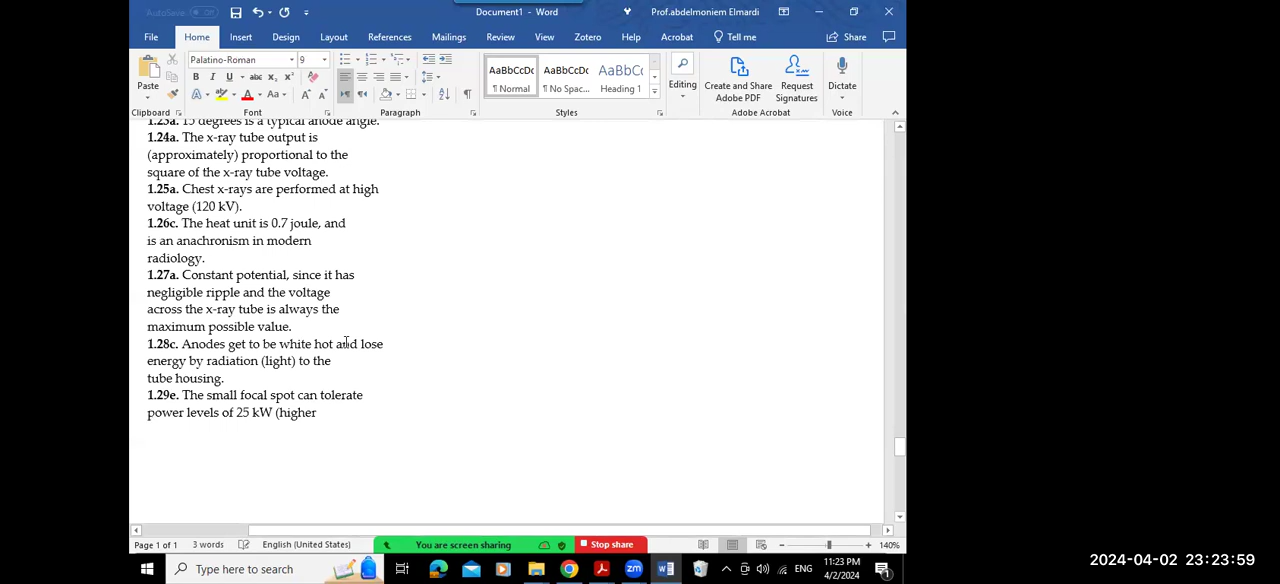 AutoSave Off
Document1 - Word
Prof.abdelmoniem Elmardi
File Home Insert Design Layout References Mailings Review View Zotero Help Acrobat Tell me Share
Palatino-Roman 9
Paste
B I U abc x₂ x²
A aby A Aa A A
AaBbCcDc AaBbCcDc AaBbCc
¶ Normal ¶ No Spac... Heading 1
Editing
Create and Share Adobe PDF
Request Signatures
Dictate
Clipboard Font Paragraph Styles Adobe Acrobat Voice
1.23a. 15 degrees is a typical anode angle.
1.24a. The x-ray tube output is
(approximately) proportional to the
square of the x-ray tube voltage.
1.25a. Chest x-rays are performed at high
voltage (120 kV).
1.26c. The heat unit is 0.7 joule, and
is an anachronism in modern
radiology.
1.27a. Constant potential, since it has
negligible ripple and the voltage
across the x-ray tube is always the
maximum possible value.
1.28c. Anodes get to be white hot and lose
energy by radiation (light) to the
tube housing.
1.29e. The small focal spot can tolerate
power levels of 25 kW (higher
Page 1 of 1 3 words English (United States) You are screen sharing Stop share 140%
Type here to search
ENG
11:23 PM
4/2/2024
2024-04-02 23:23:59